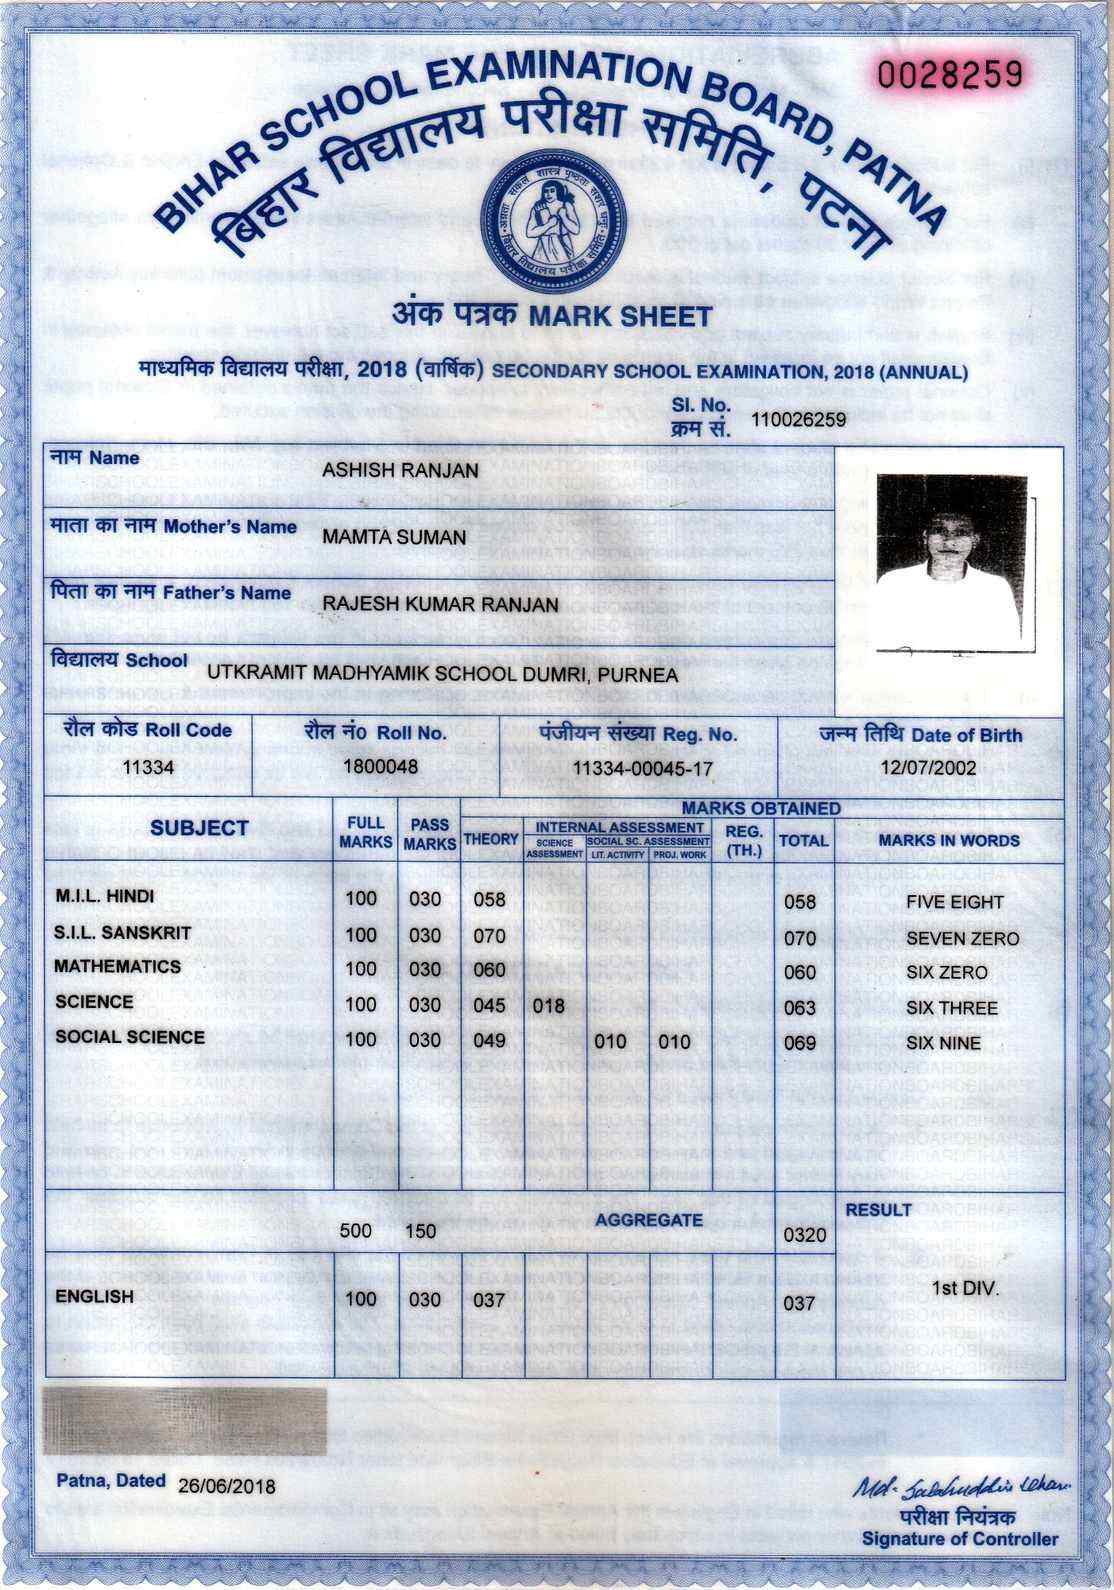 0028259
BIHAR SCHOOL EXAMINATION BOARD, PATNA
बिहार विद्यालय परीक्षा समिति, पटना
अंक पत्रक MARK SHEET
माध्यमिक विद्यालय परीक्षा, 2018 (वार्षिक) SECONDARY SCHOOL EXAMINATION, 2018 (ANNUAL)
Sl. No.
क्रम सं. 110026259
नाम Name ASHISH RANJAN
माता का नाम Mother's Name MAMTA SUMAN
पिता का नाम Father's Name RAJESH KUMAR RANJAN
विद्यालय School UTKRAMIT MADHYAMIK SCHOOL DUMRI, PURNEA
रौल कोड Roll Code रौल नं० Roll No. पंजीयन संख्या Reg. No. जन्म तिथि Date of Birth
11334 1800048 11334-00045-17 12/07/2002
SUBJECT FULL MARKS PASS MARKS MARKS OBTAINED
THEORY INTERNAL ASSESSMENT REG. (TH.) TOTAL MARKS IN WORDS
SCIENCE ASSESSMENT SOCIAL SC. ASSESSMENT
LIT. ACTIVITY PROJ. WORK
M.I.L. HINDI 100 030 058 058 FIVE EIGHT
S.I.L. SANSKRIT 100 030 070 070 SEVEN ZERO
MATHEMATICS 100 030 060 060 SIX ZERO
SCIENCE 100 030 045 018 063 SIX THREE
SOCIAL SCIENCE 100 030 049 010 010 069 SIX NINE
500 150 AGGREGATE 0320 RESULT
ENGLISH 100 030 037 037 1st DIV.
Patna, Dated 26/06/2018
परीक्षा नियंत्रक
Signature of Controller